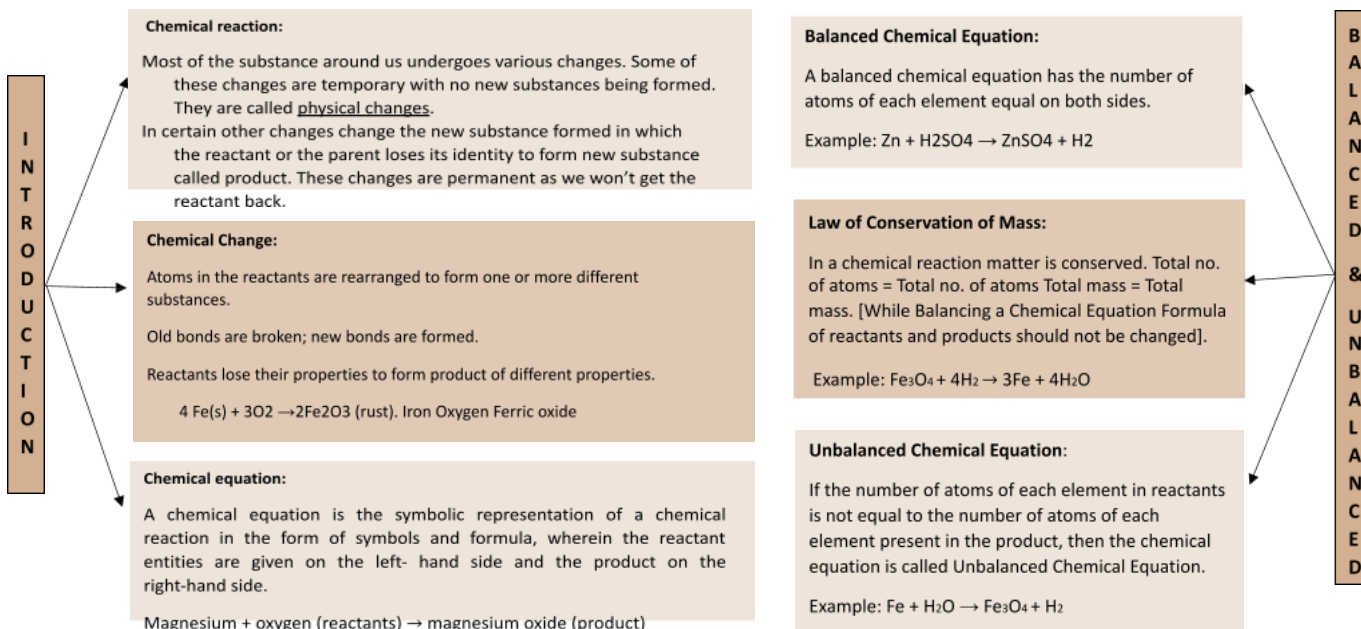 INTRODUCTION
Chemical reaction:
Most of the substance around us undergoes various changes. Some of
these changes are temporary with no new substances being formed.
They are called physical changes.
In certain other changes change the new substance formed in which
the reactant or the parent loses its identity to form new substance
called product. These changes are permanent as we won’t get the
reactant back.
Chemical Change:
Atoms in the reactants are rearranged to form one or more different
substances.
Old bonds are broken; new bonds are formed.
Reactants lose their properties to form product of different properties.
4 Fe(s) + 3O2 →2Fe2O3 (rust). Iron Oxygen Ferric oxide
Chemical equation:
A chemical equation is the symbolic representation of a chemical
reaction in the form of symbols and formula, wherein the reactant
entities are given on the left- hand side and the product on the
right-hand side.
Magnesium + oxygen (reactants) → magnesium oxide (product)
BALANCED & UNBALANCED
Balanced Chemical Equation:
A balanced chemical equation has the number of
atoms of each element equal on both sides.
Example: Zn + H2SO4 → ZnSO4 + H2
Law of Conservation of Mass:
In a chemical reaction matter is conserved. Total no.
of atoms = Total no. of atoms Total mass = Total
mass. [While Balancing a Chemical Equation Formula
of reactants and products should not be changed].
Example: Fe₃O₄ + 4H₂ → 3Fe + 4H₂O
Unbalanced Chemical Equation:
If the number of atoms of each element in reactants
is not equal to the number of atoms of each
element present in the product, then the chemical
equation is called Unbalanced Chemical Equation.
Example: Fe + H₂O → Fe₃O₄ + H₂